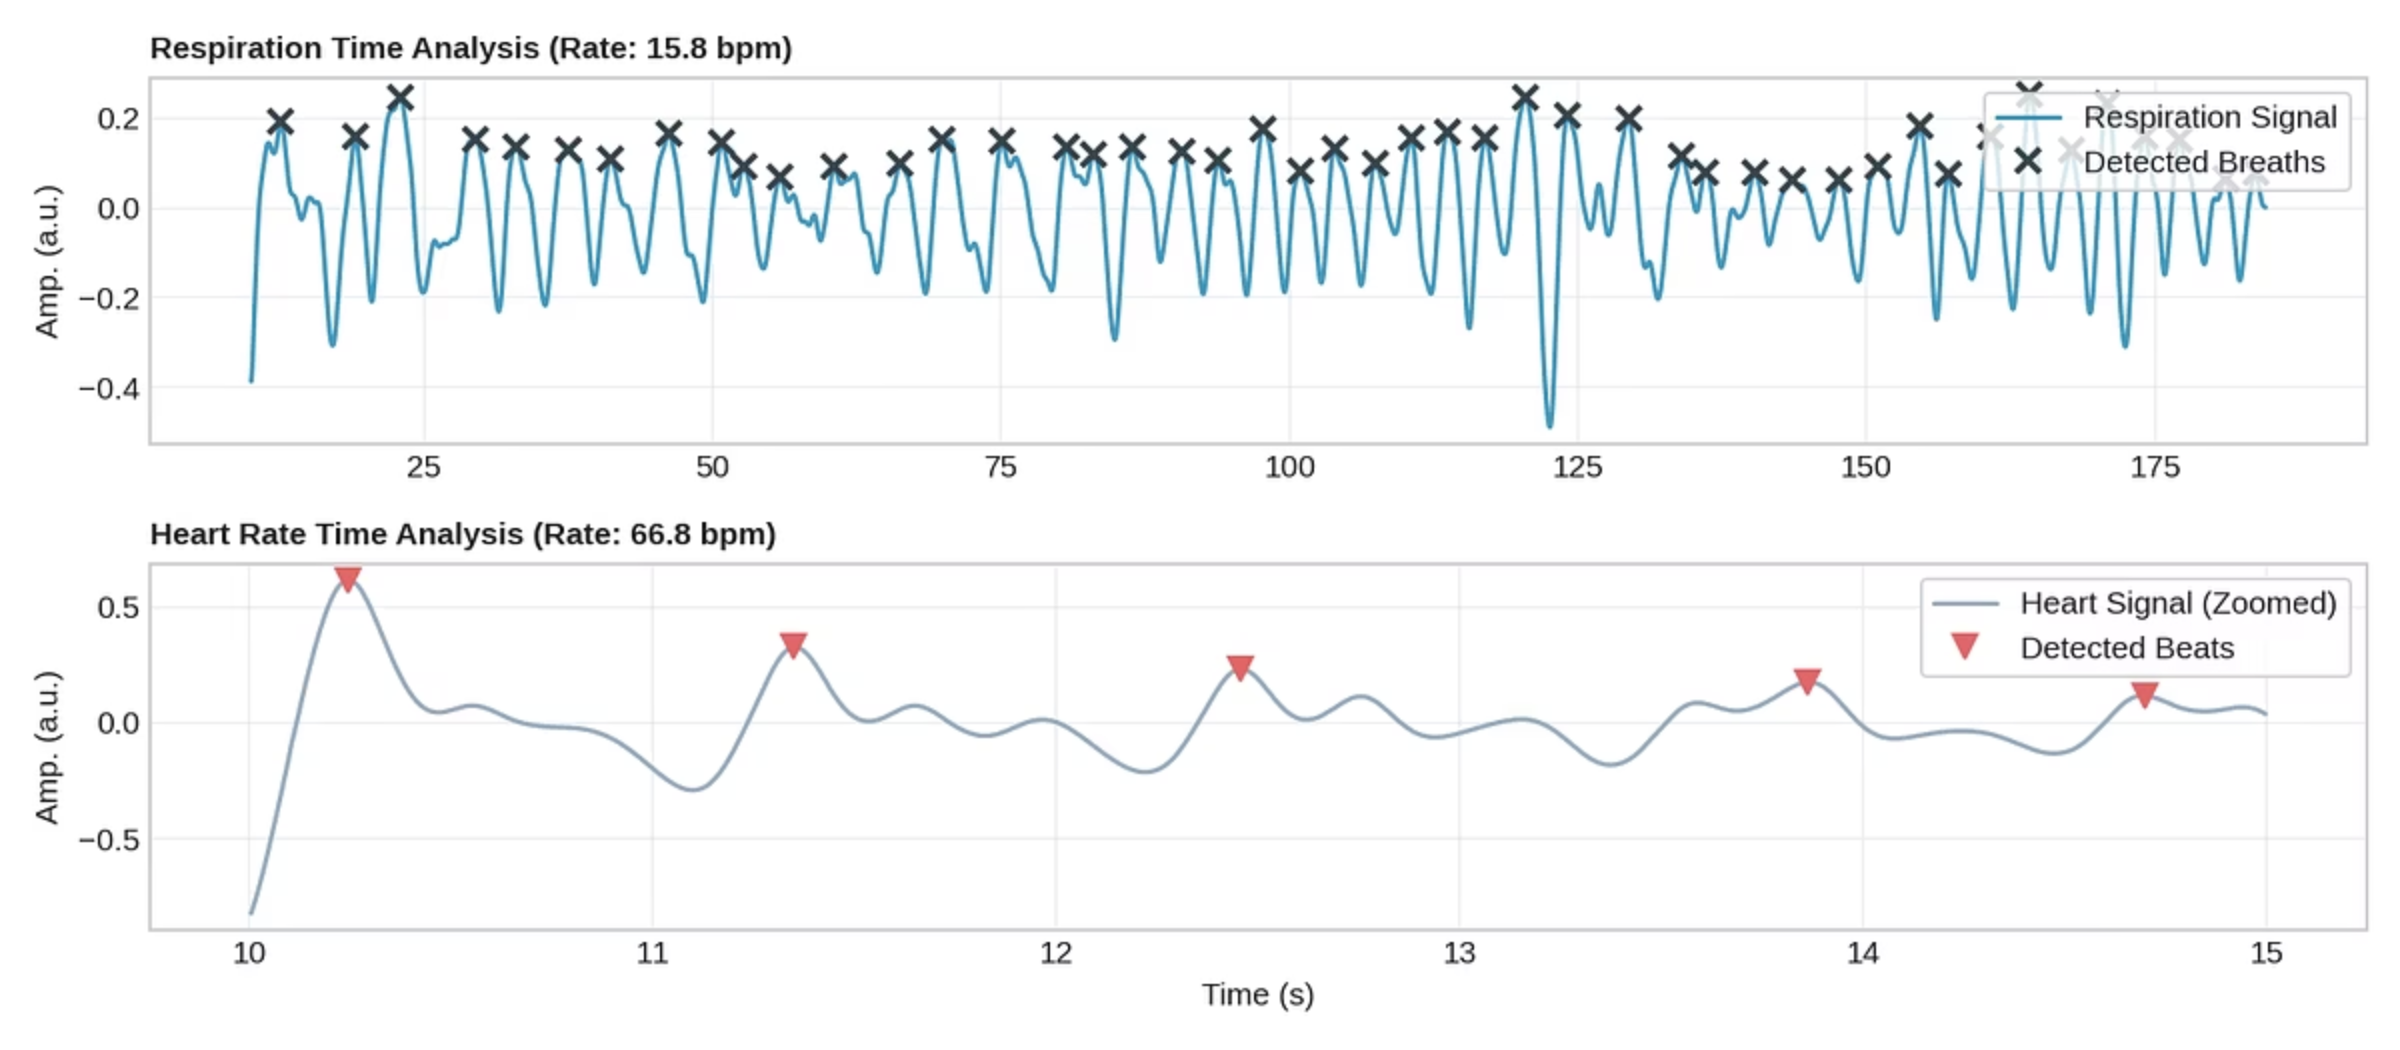 Respiration Time Analysis (Rate: 15.8 bpm)
Amp. (a.u.)
0.2
0.0
−0.2
−0.4
Respiration Signal
Detected Breaths
25 50 75 100 125 150 175
Heart Rate Time Analysis (Rate: 66.8 bpm)
Amp. (a.u.)
0.5
0.0
−0.5
Heart Signal (Zoomed)
Detected Beats
10 11 12 13 14 15
Time (s)